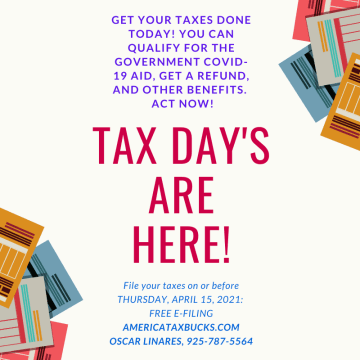 GET YOUR TAXES DONE
TODAY! YOU CAN
QUALIFY FOR THE
GOVERNMENT COVID-
19 AID, GET A REFUND,
AND OTHER BENEFITS.
ACT NOW!
TAX DAY'S
ARE
HERE!
File your taxes on or before
THURSDAY, APRIL 15, 2021:
FREE E-FILING
AMERICATAXBUCKS.COM
OSCAR LINARES, 925-787-5564